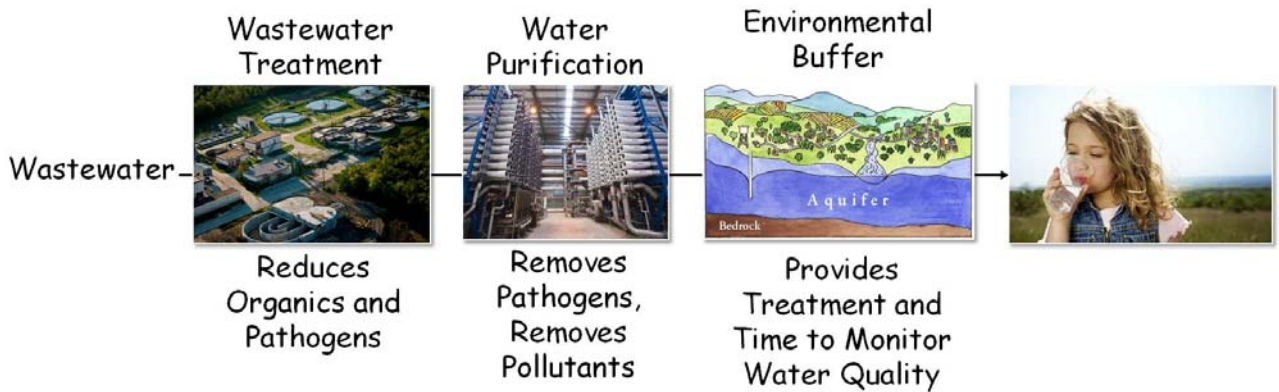 Wastewater
Treatment
Water
Purification
Environmental
Buffer
Wastewater
Aquifer
Bedrock
Reduces
Organics and
Pathogens
Removes
Pathogens,
Removes
Pollutants
Provides
Treatment and
Time to Monitor
Water Quality